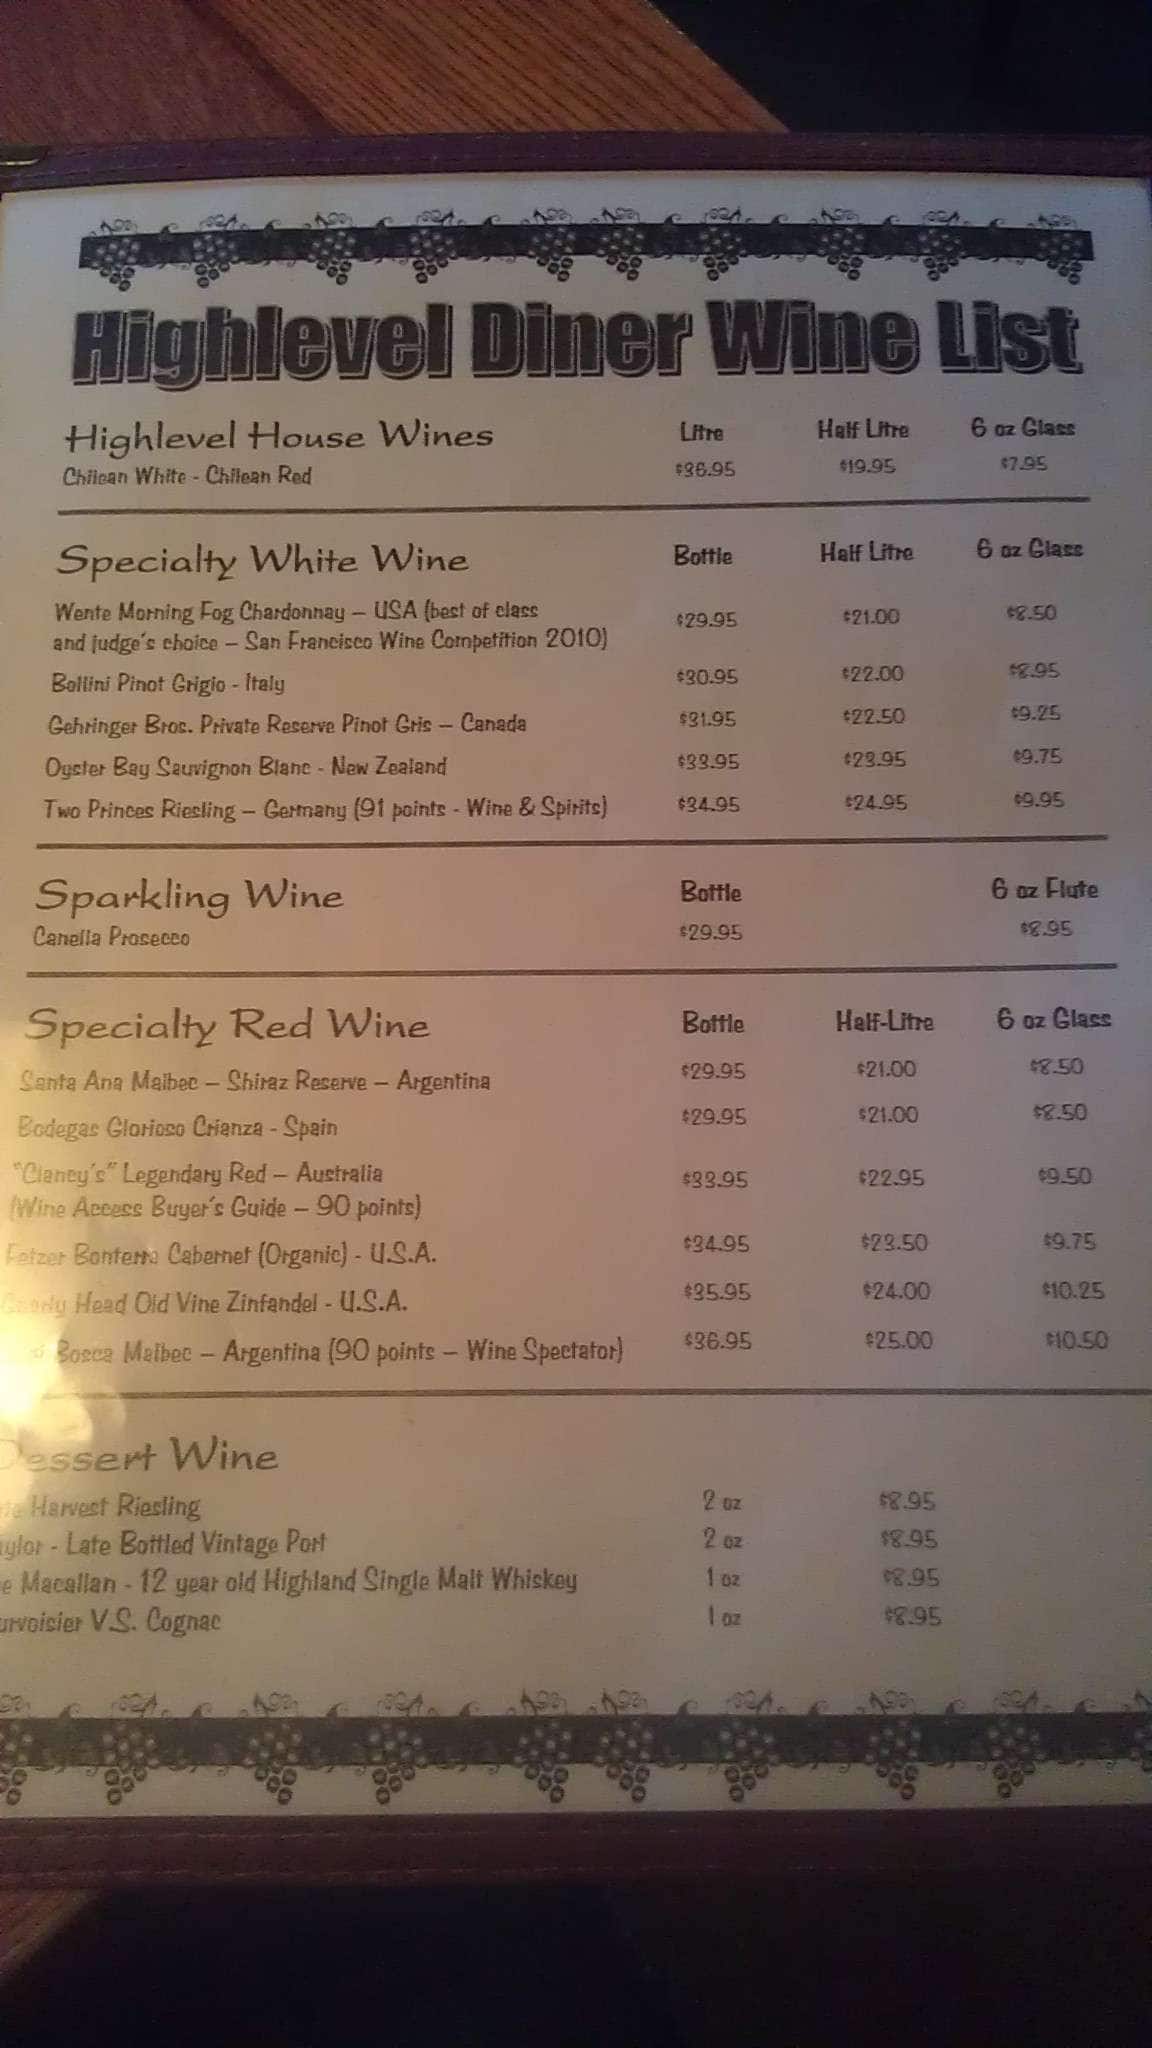 Highlevel Diner Wine List
Highlevel House Wines Litre Half Litre 6 oz Glass
Chilean White - Chilean Red $36.95 $19.95 $7.95
Specialty White Wine Bottle Half Litre 6 oz Glass
Wente Morning Fog Chardonnay – USA (best of class
and judge's choice – San Francisco Wine Competition 2010) $29.95 $21.00 $8.50
Bollini Pinot Grigio - Italy $30.95 $22.00 $8.95
Gehringer Bros. Private Reserve Pinot Gris – Canada $31.95 $22.50 $9.25
Oyster Bay Sauvignon Blanc - New Zealand $33.95 $23.95 $9.75
Two Princes Riesling – Germany (91 points - Wine & Spirits) $34.95 $24.95 $9.95
Sparkling Wine Bottle 6 oz Flute
Canella Prosecco $29.95 $8.95
Specialty Red Wine Bottle Half-Litre 6 oz Glass
Santa Ana Malbec – Shiraz Reserve – Argentina $29.95 $21.00 $8.50
Bodegas Glorioso Crianza - Spain $29.95 $21.00 $8.50
"Clancy's" Legendary Red – Australia $33.95 $22.95 $9.50
(Wine Access Buyer's Guide – 90 points)
Fetzer Bonterra Cabernet (Organic) - U.S.A. $34.95 $23.50 $9.75
Head Old Vine Zinfandel - U.S.A. $35.95 $24.00 $10.25
Bosca Malbec – Argentina (90 points – Wine Spectator) $36.95 $25.00 $10.50
Dessert Wine
Harvest Riesling 2 oz $8.95
aylor - Late Bottled Vintage Port 2 oz $8.95
e Macallan - 12 year old Highland Single Malt Whiskey 1 oz $8.95
urvoisier V.S. Cognac 1 oz $8.95